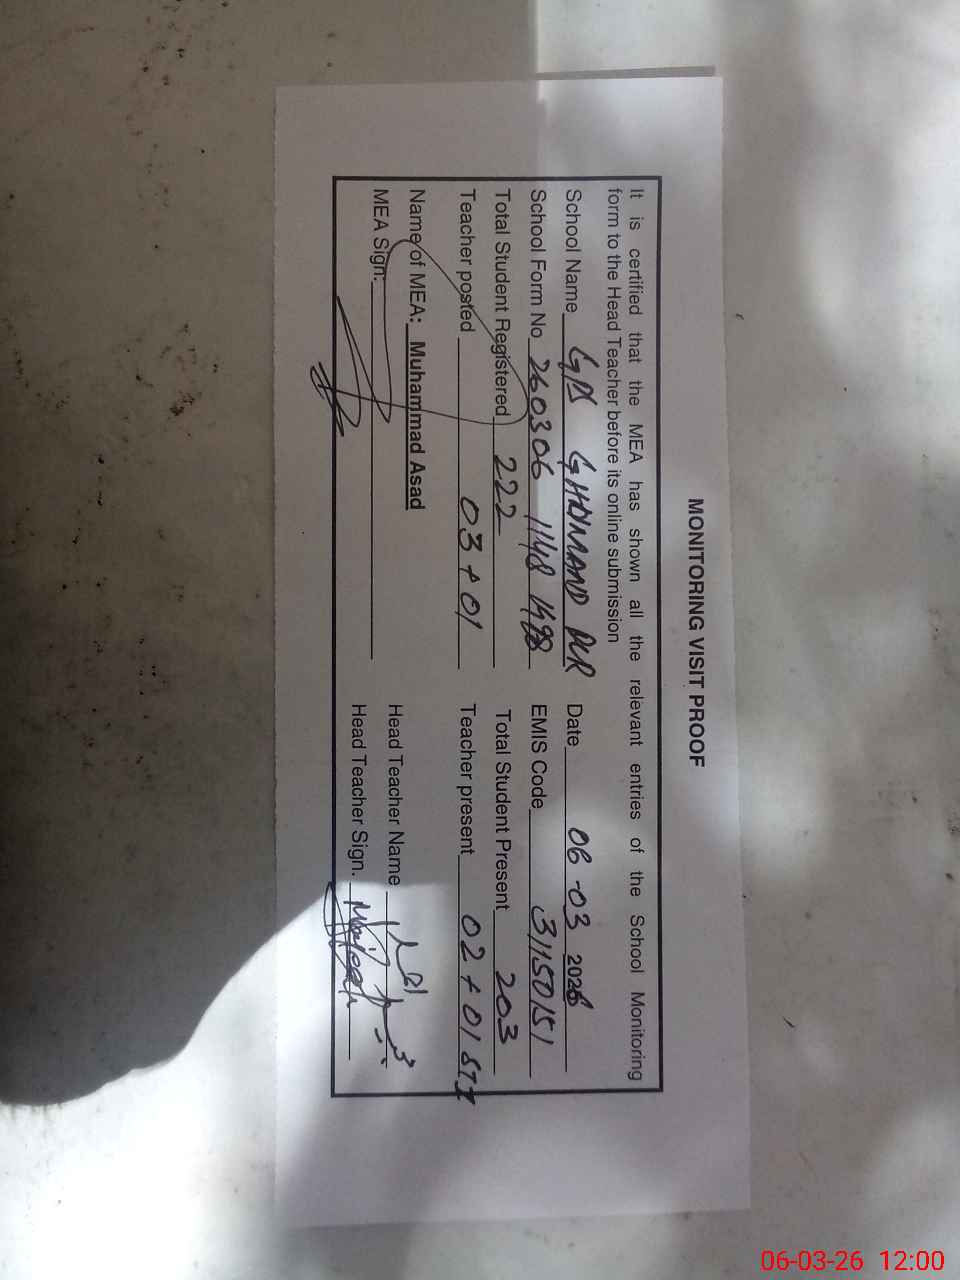 MONITORING VISIT PROOF
It is certified that the MEA has shown all the relevant entries of the School Monitoring
form to the Head Teacher before its online submission
School Name GPS GHOMAND PUR Date 06-03 2026
School Form No 260306 1148 1498 EMIS Code 31150151
Total Student Registered 222 Total Student Present 203
Teacher posted 03 + 01 Teacher present 02 + 01 STI
Name of MEA: Muhammad Asad Head Teacher Name
MEA Sign: Head Teacher Sign.
06-03-26 12:00